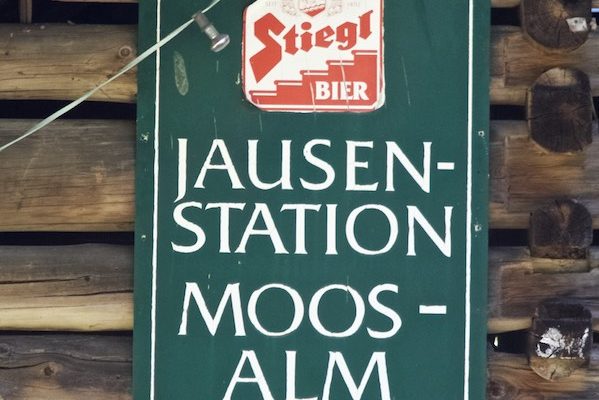 Stiegl
BIER
JAUSEN-
STATION
MOOS-
ALM